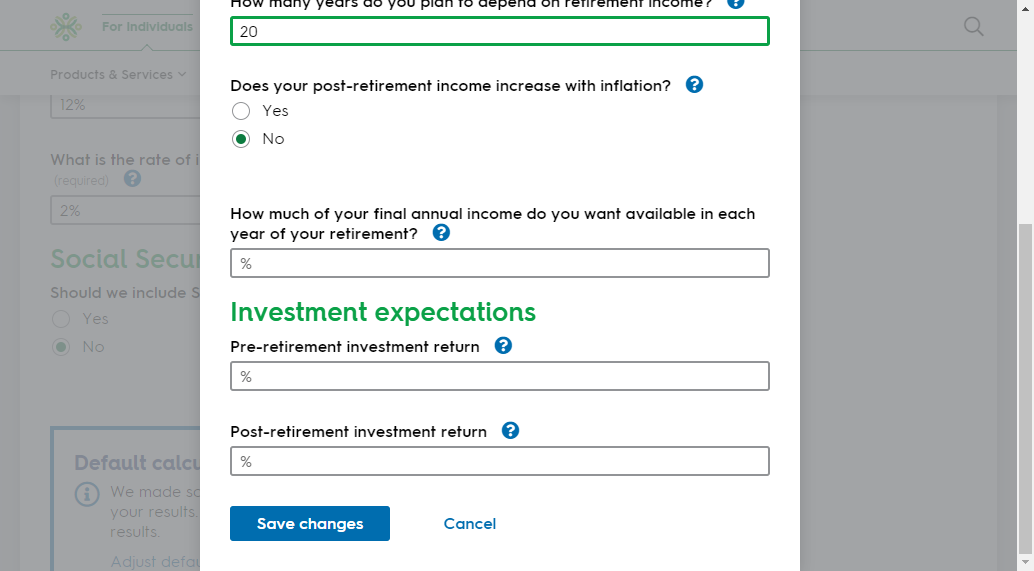 How many years do you plan to depend on retirement income? ?
For Individuals
20
Products & Services
Does your post-retirement income increase with inflation? ?
12%
Yes
No
What is the rate of
(required) ?
2%
How much of your final annual income do you want available in each
year of your retirement? ?
%
Social
Should we include
Yes
No
Investment expectations
Pre-retirement investment return ?
%
Post-retirement investment return ?
%
Default
We made
your results.
results.
Adjust
Save changes
Cancel